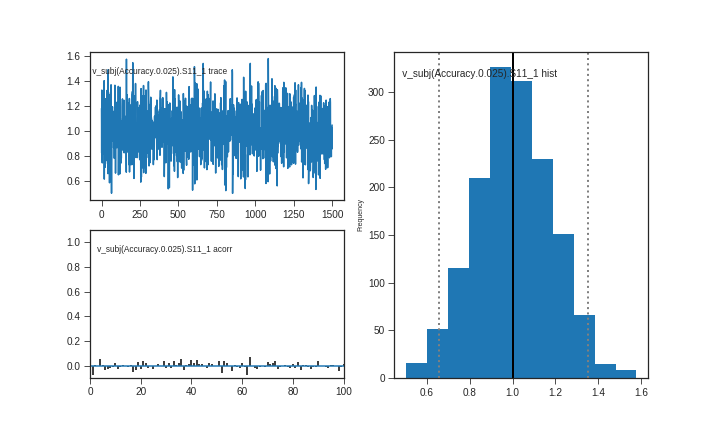 1.6
1.4
1.2
1.0
0.8
0.6
v_subj(Accuracy.0.025).S11_1 trace
0 250 500 750 1000 1250 1500
1.0
0.8
0.6
0.4
0.2
0.0
v_subj(Accuracy.0.025).S11_1 acorr
0 20 40 60 80 100
v_subj(Accuracy.0.025).S11_1 hist
Frequency
300
250
200
150
100
50
0
0.6 0.8 1.0 1.2 1.4 1.6